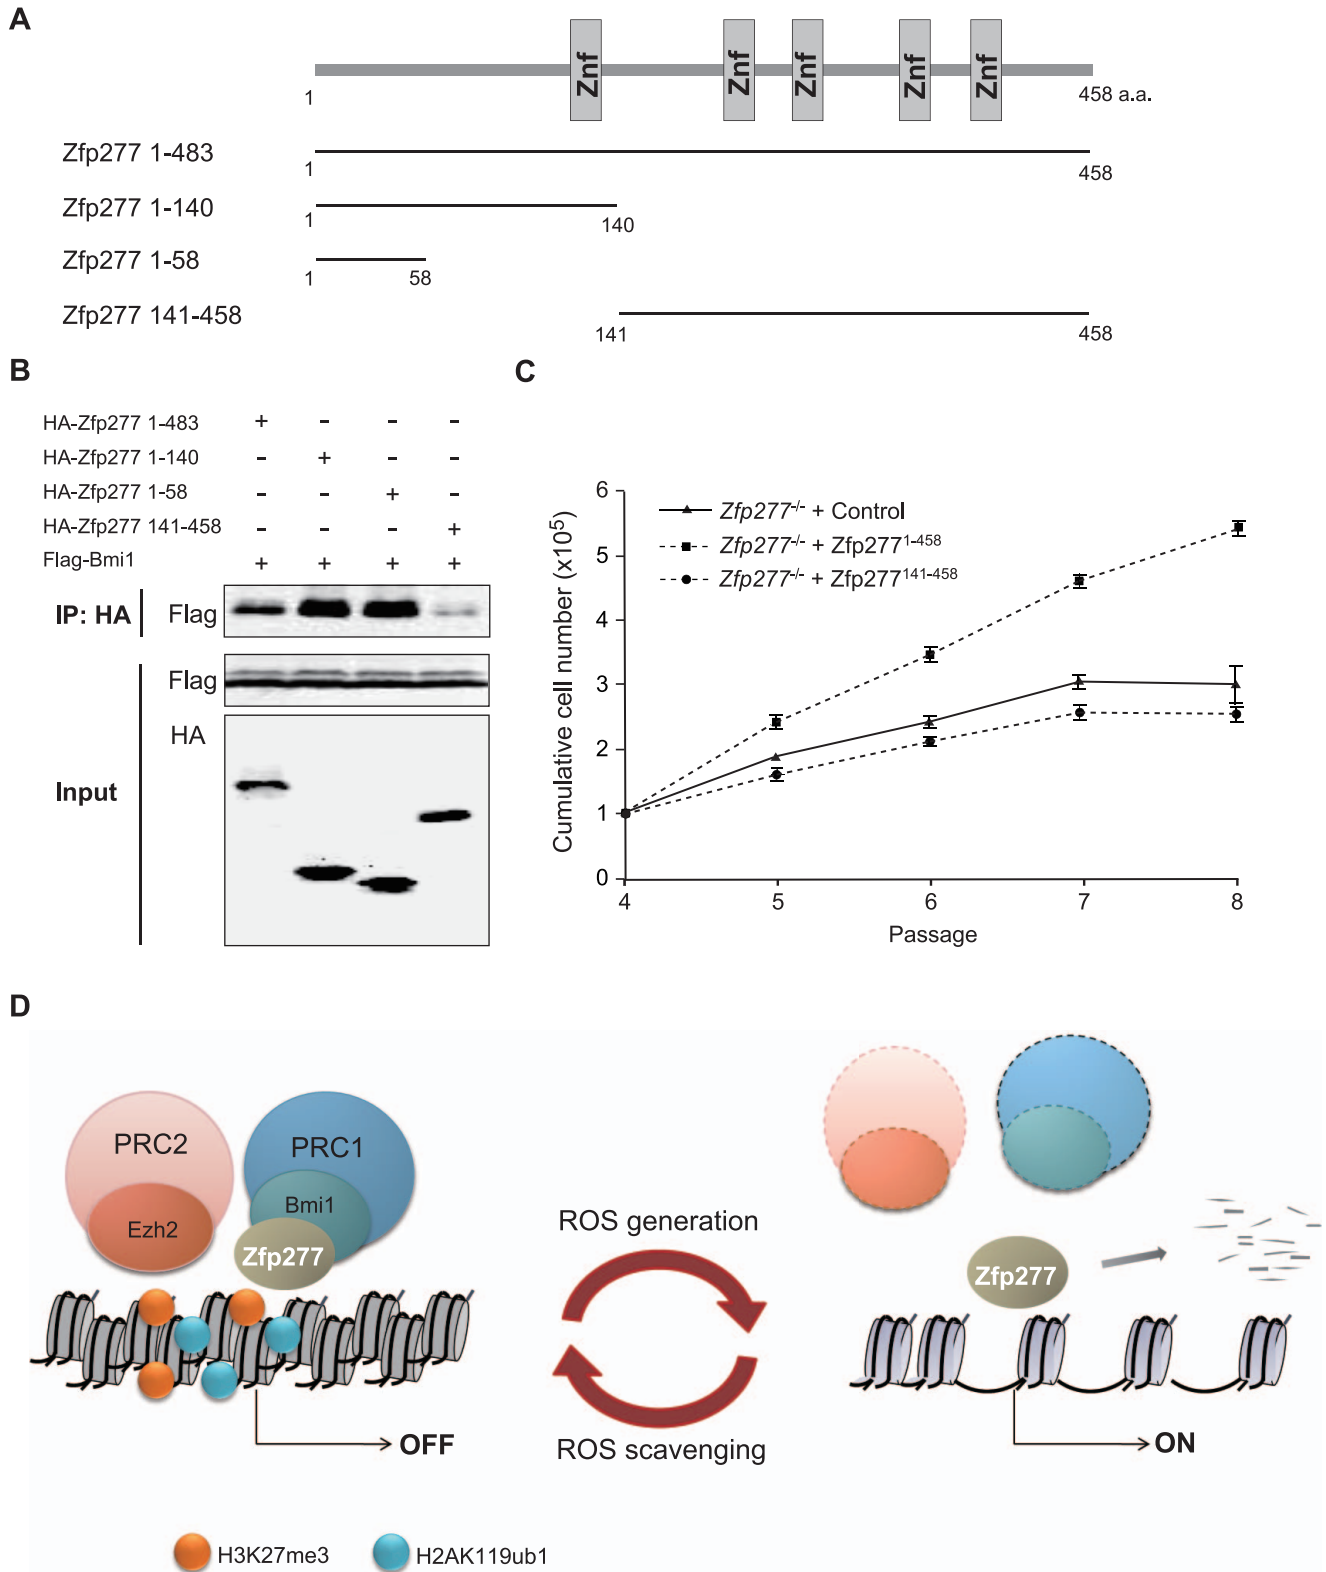 A
Znf Znf Znf Znf Znf
1 458 a.a.
Zfp277 1-483
1 458
Zfp277 1-140
1 140
Zfp277 1-58
1 58
Zfp277 141-458
141 458
B
HA-Zfp277 1-483 + - - -
HA-Zfp277 1-140 - + - -
HA-Zfp277 1-58 - - + -
HA-Zfp277 141-458 - - - +
Flag-Bmi1 + + + +
IP: HA Flag
Flag
HA
Input
C
Cumulative cell number (x10⁵)
6
5
4
3
2
1
0
4 5 6 7 8
Passage
Zfp277⁻/⁻ + Control
Zfp277⁻/⁻ + Zfp277¹⁻⁴⁵⁸
Zfp277⁻/⁻ + Zfp277¹⁴¹⁻⁴⁵⁸
D
PRC2 PRC1
Bmi1
Ezh2
Zfp277
OFF
ROS generation
ROS scavenging
Zfp277
ON
H3K27me3 H2AK119ub1